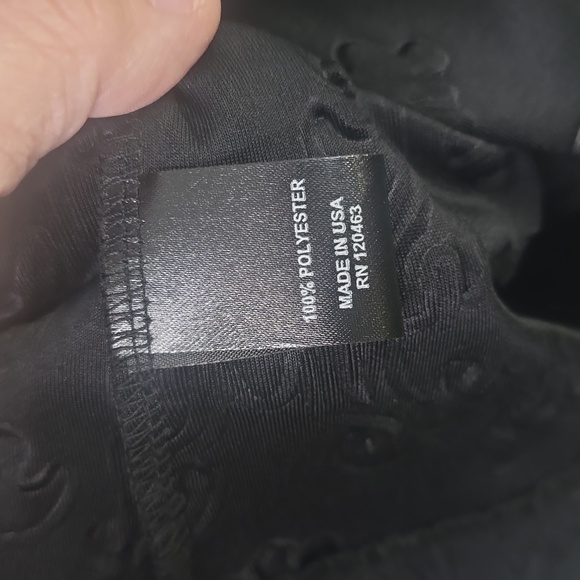 100% POLYESTER
MADE IN USA
RN 120463